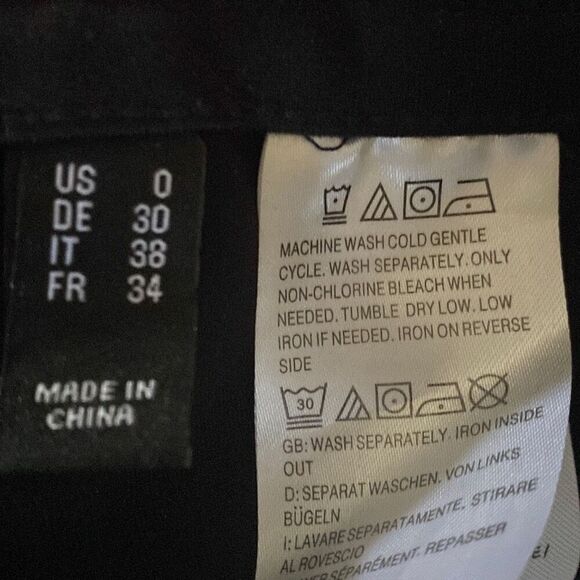 US 0
DE 30
IT 38
FR 34
MADE IN
CHINA
MACHINE WASH COLD GENTLE
CYCLE. WASH SEPARATELY. ONLY
NON-CHLORINE BLEACH WHEN
NEEDED. TUMBLE DRY LOW. LOW
IRON IF NEEDED. IRON ON REVERSE
SIDE
30
GB: WASH SEPARATELY. IRON INSIDE
OUT
D: SEPARAT WASCHEN. VON LINKS
BÜGELN
I: LAVARE SEPARATAMENTE. STIRARE
AL ROVESCIO
SÉPARÉMENT. REPASSER